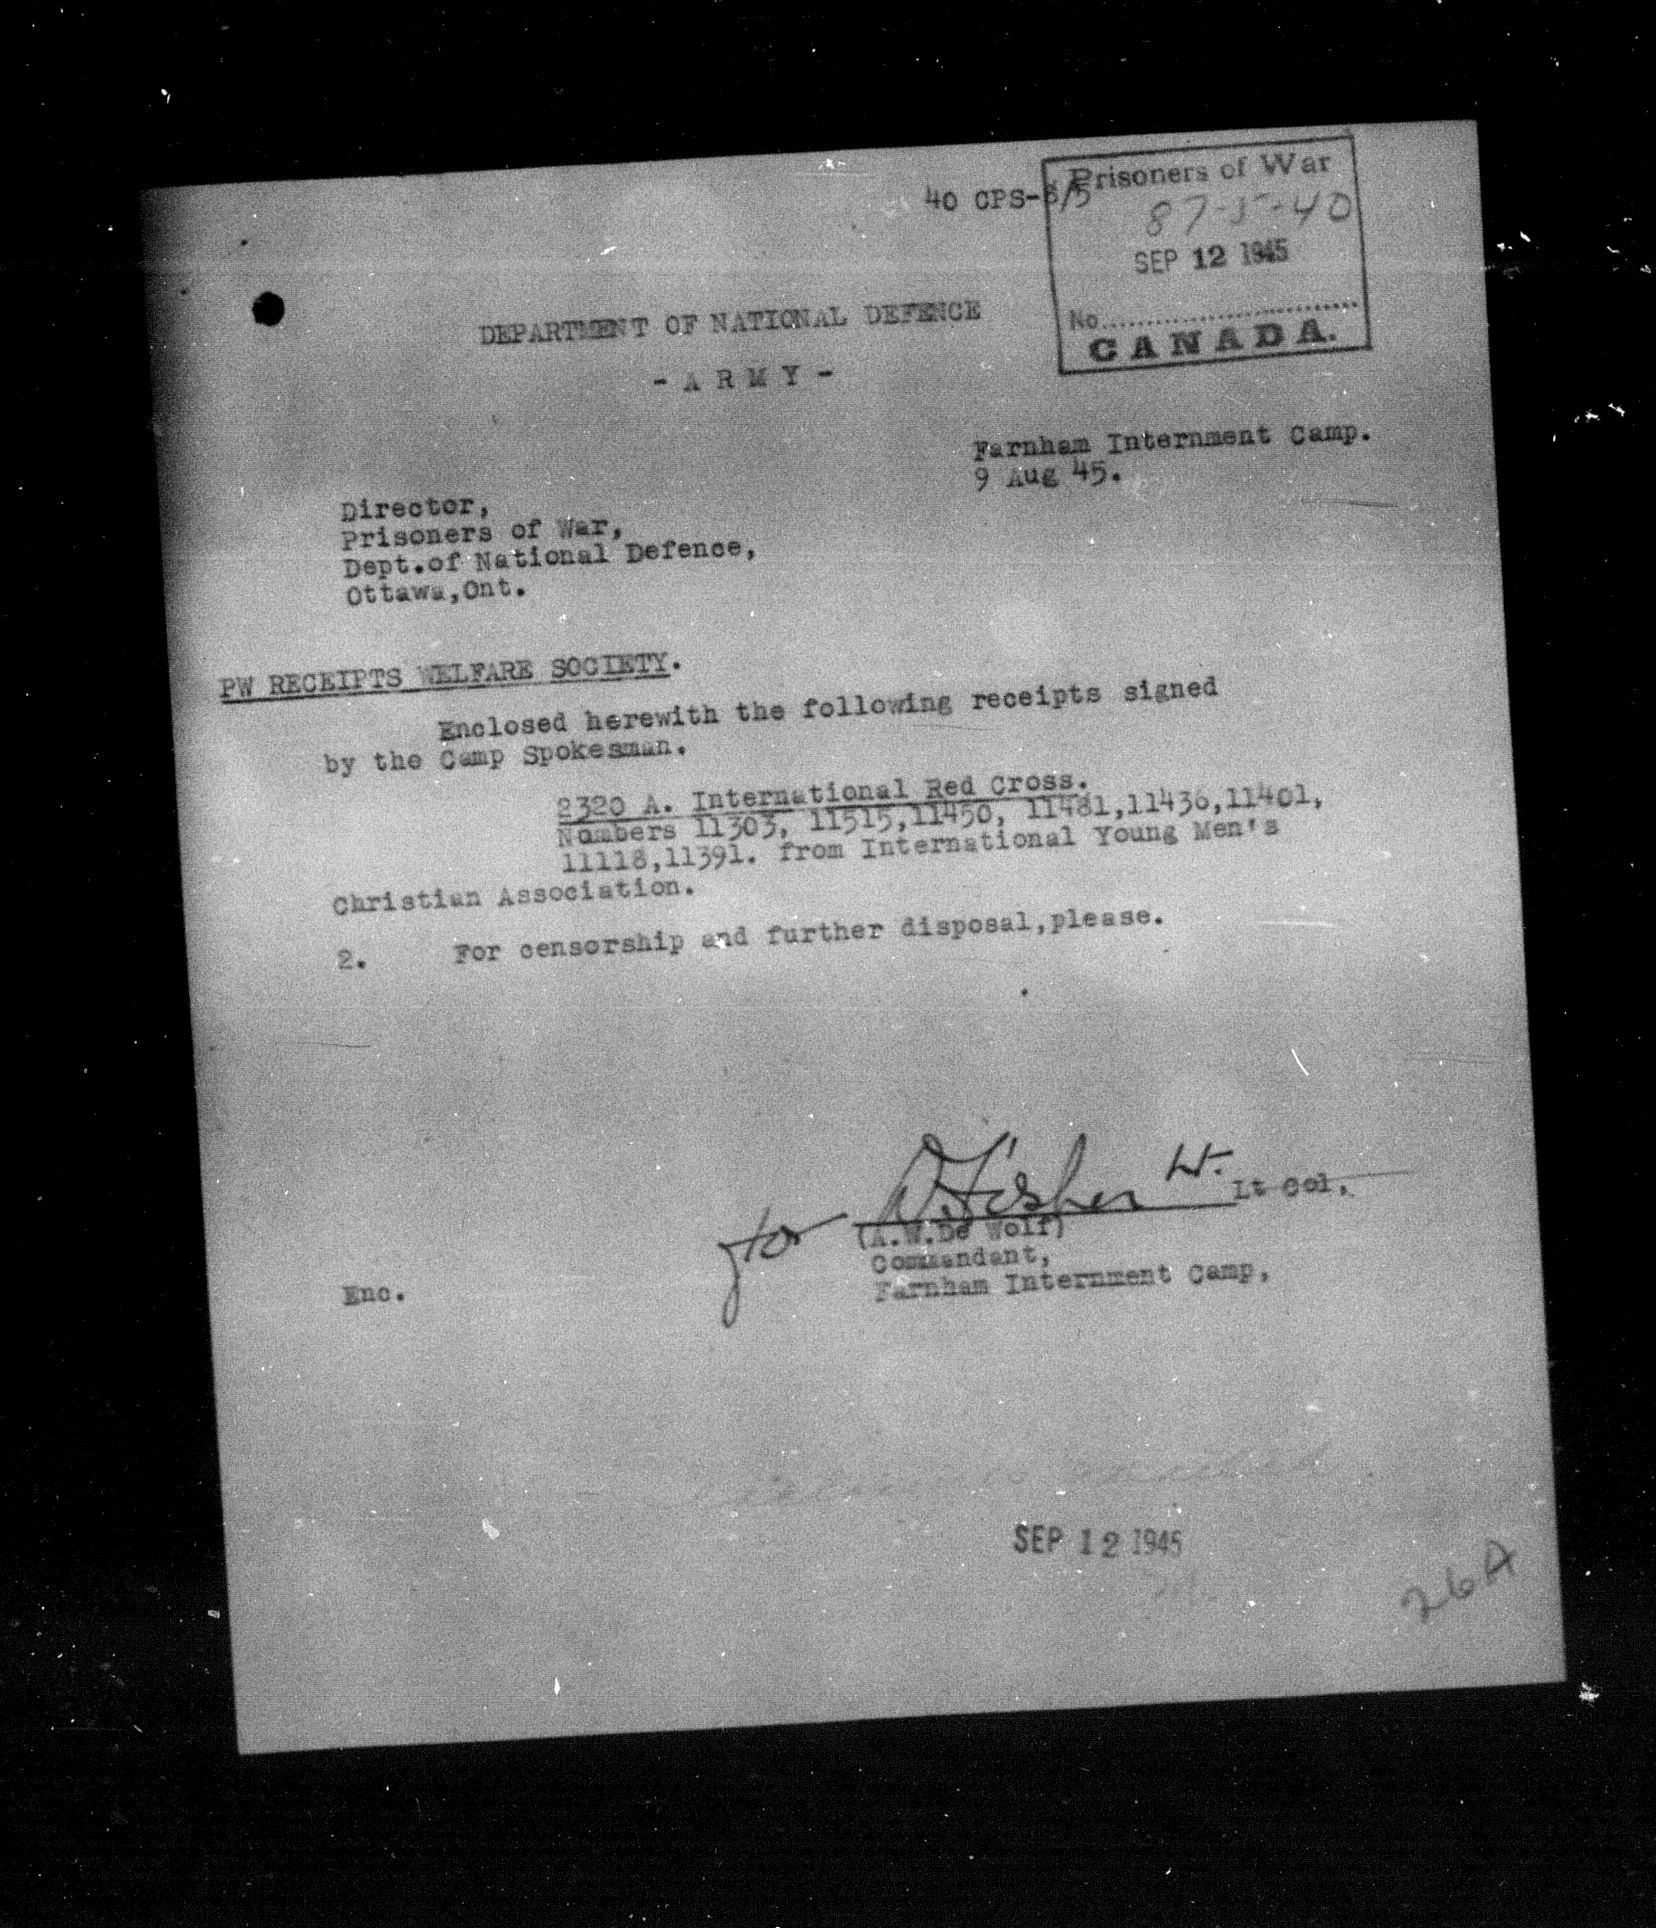 40 CPS-8/5
Prisoners of War
87-5-40
SEP 12 1945
No
CANADA.
DEPARTMENT OF NATIONAL DEFENCE
- A R M Y -
Farnham Internment Camp.
9 Aug 45.
Director,
Prisoners of War,
Dept.of National Defence,
Ottawa,Ont.
PW RECEIPTS WELFARE SOCIETY.
Enclosed herewith the following receipts signed
by the Camp Spokesman.
2320 A. International Red Cross.
Numbers 11303, 11515,11450, 11481,11436,11401,
11118,11391. from International Young Men's
Christian Association.
2. For censorship and further disposal,please.
for D. Fisher Lt. Lt Col,
(A.W.De Wolf)
Commandant,
Farnham Internment Camp,
Enc.
SEP 12 1945
26A